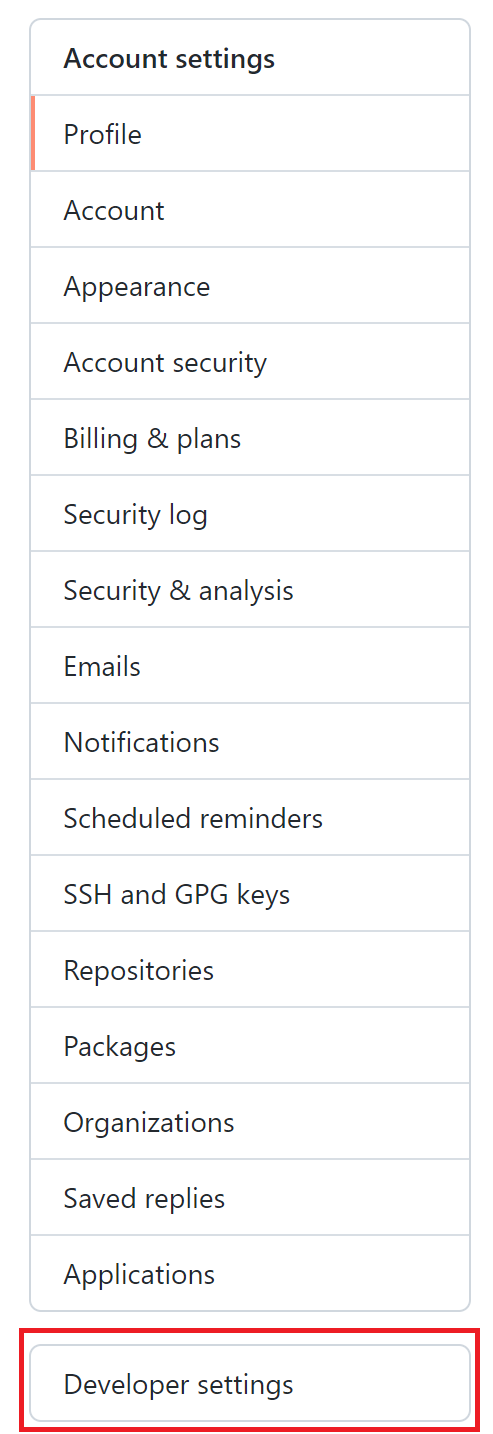 Account settings
Profile
Account
Appearance
Account security
Billing & plans
Security log
Security & analysis
Emails
Notifications
Scheduled reminders
SSH and GPG keys
Repositories
Packages
Organizations
Saved replies
Applications
Developer settings